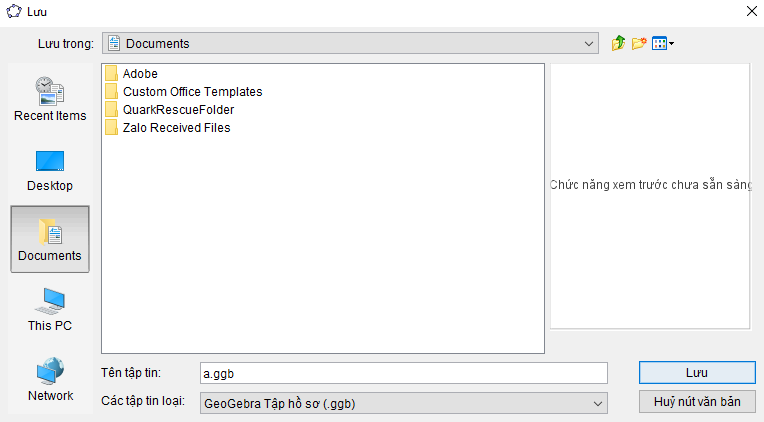 Lưu
Lưu trong: Documents
Recent Items
Desktop
Documents
This PC
Network
Adobe
Custom Office Templates
QuarkRescueFolder
Zalo Received Files
Chức năng xem trước chưa sẵn sàng
Tên tập tin: a.ggb
Lưu
Các tập tin loại: GeoGebra Tập hồ sơ (.ggb)
Huỷ nút văn bản